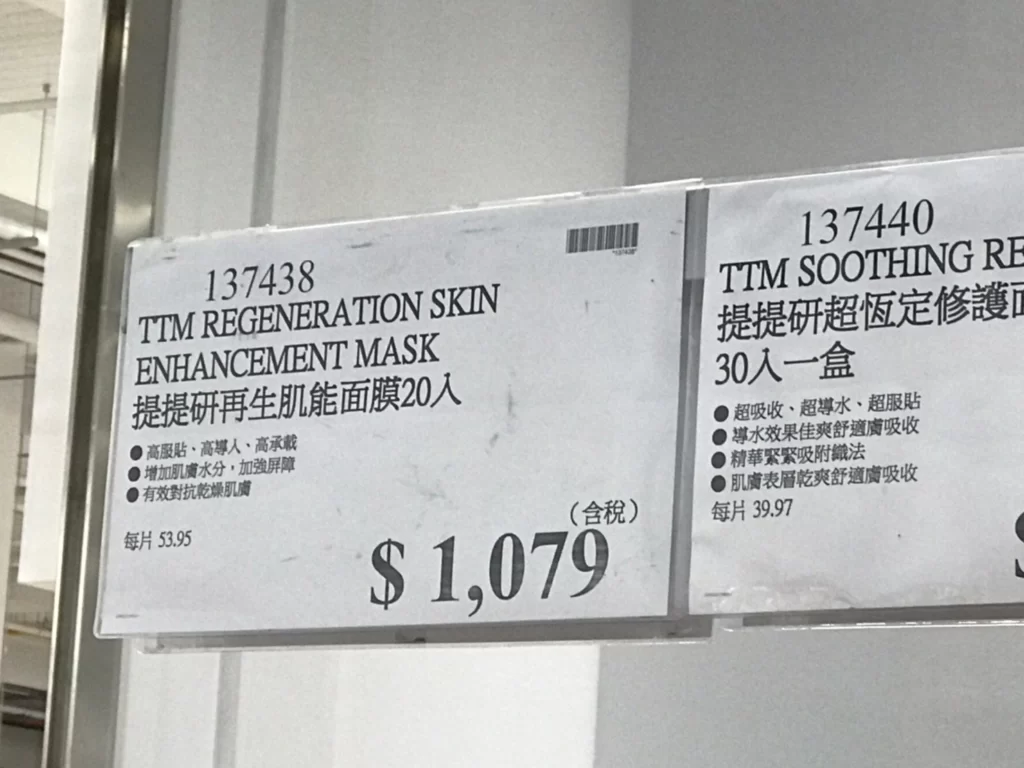 137438
TTM REGENERATION SKIN
ENHANCEMENT MASK
提提研再生肌能面膜20入
●高服貼、高導入、高承載
●增加肌膚水分，加強屏障
●有效對抗乾燥肌膚
每片 53.95
（含稅）
$ 1,079
137440
TTM SOOTHING RE
提提研超恆定修護面
30入一盒
●超吸收、超導水、超服貼
●導水效果佳爽舒適膚吸收
●精華緊緊吸附織法
●肌膚表層乾爽舒適膚吸收
每片 39.97
$